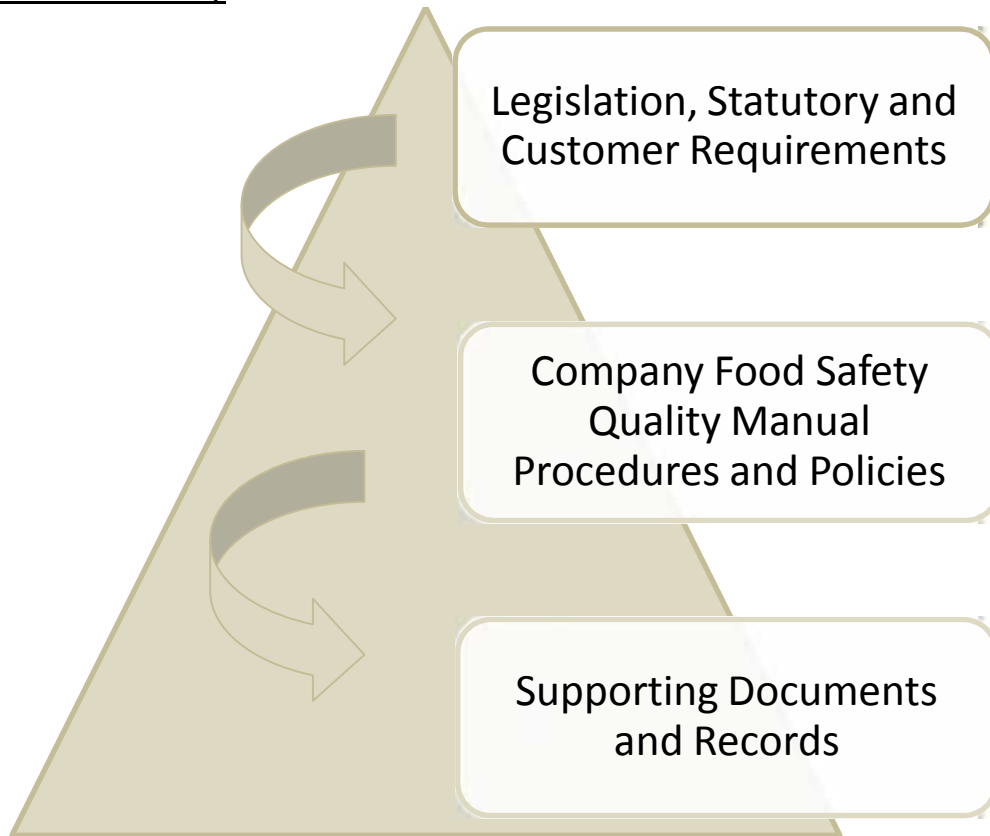 Legislation, Statutory and
Customer Requirements
Company Food Safety
Quality Manual
Procedures and Policies
Supporting Documents
and Records